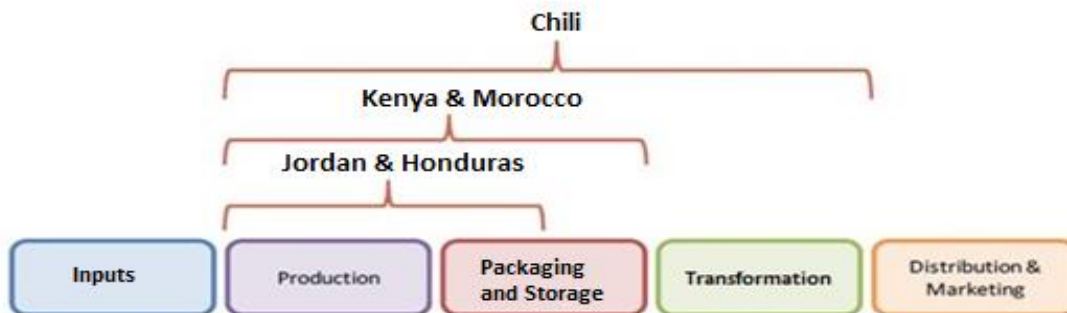 Chili
Kenya & Morocco
Jordan & Honduras
Inputs
Production
Packaging
and Storage
Transformation
Distribution &
Marketing